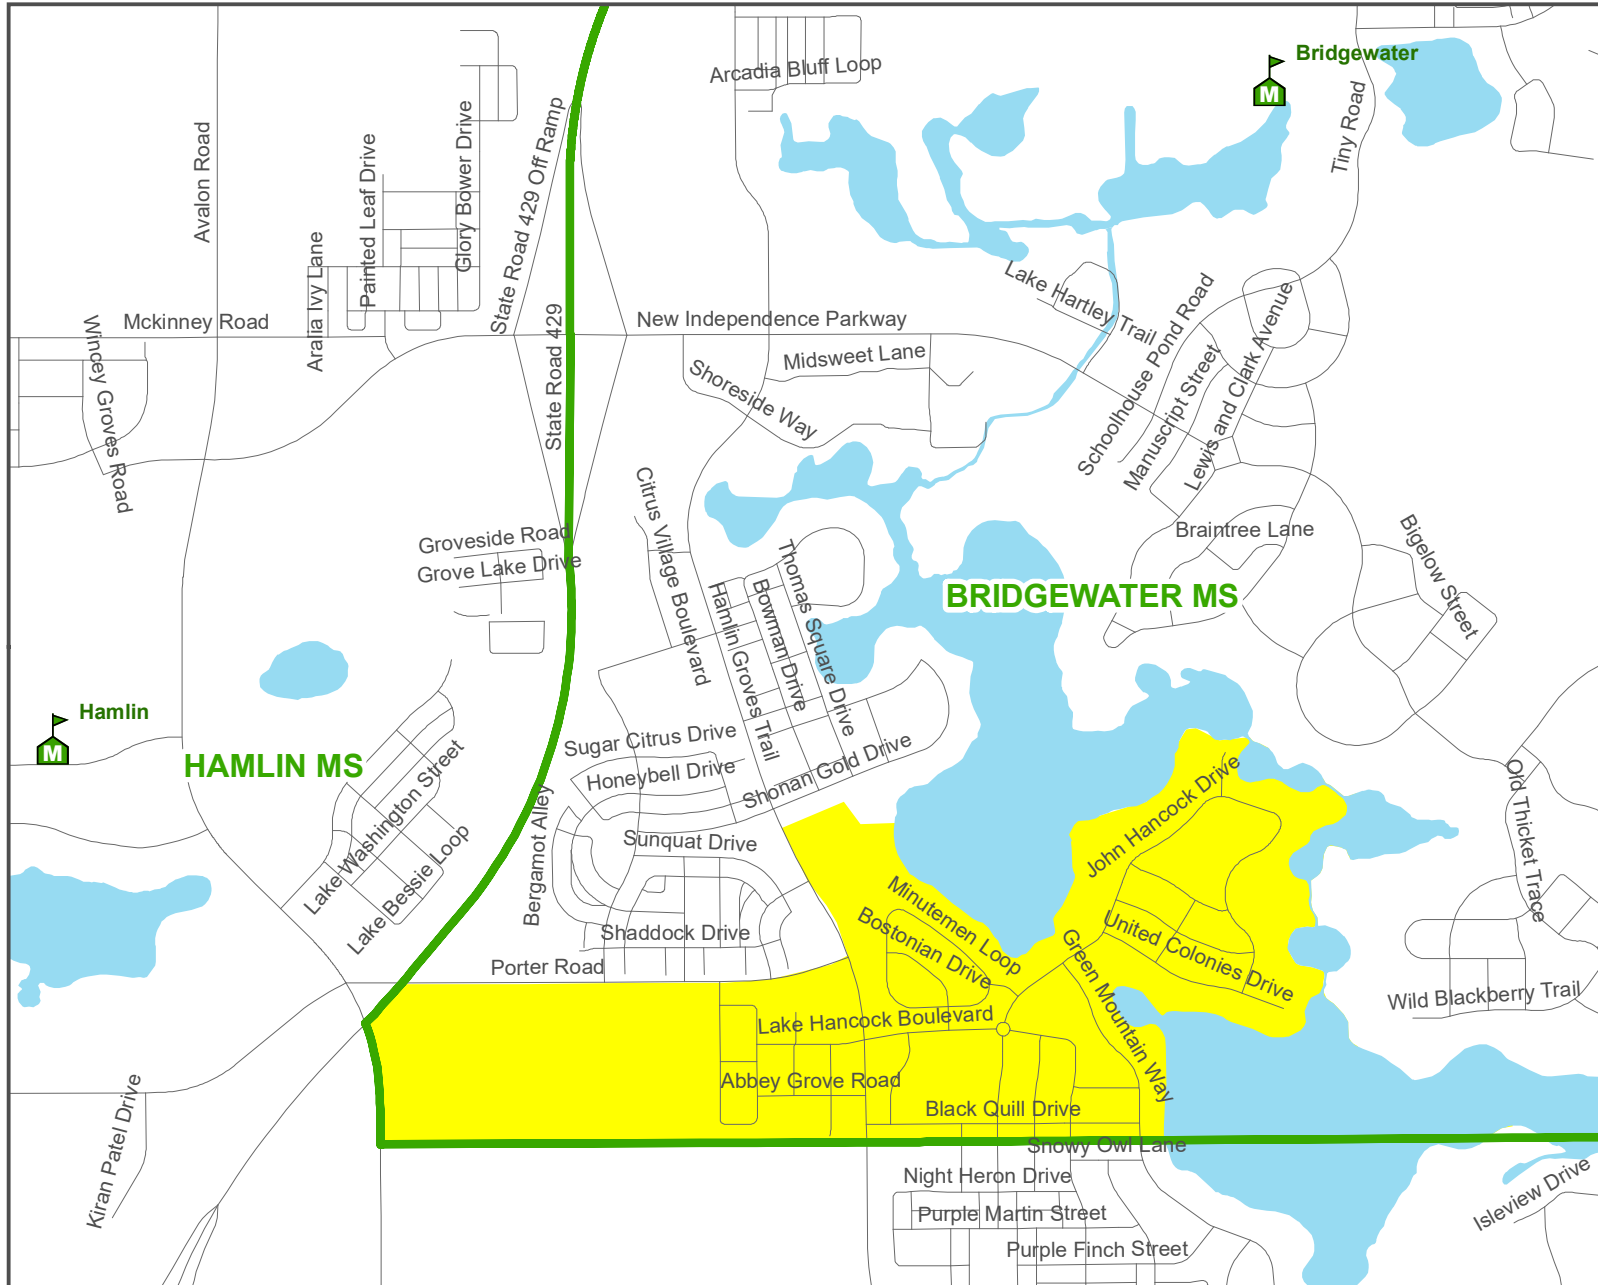 Bridgewater
M
Arcadia Bluff Loop
Tiny Road
Avalon Road
Painted Leaf Drive
Glory Bower Drive
State Road 429 Off Ramp
Aralia Ivy Lane
Lake Hartley Trail
Mckinney Road
New Independence Parkway
Wincey Groves Road
State Road 429
Midsweet Lane
Shoreside Way
Schoolhouse Pond Road
Manuscript Street
Lewis and Clark Avenue
Citrus Village Boulevard
Groveside Road
Grove Lake Drive
Braintree Lane
Bigelow Street
Thomas Square Drive
Bowman Drive
Hamlin Groves Trail
BRIDGEWATER MS
Hamlin
M
HAMLIN MS
Sugar Citrus Drive
Honeybell Drive
Shonan Gold Drive
Lake Washington Street
Lake Bessie Loop
Bergamot Alley
Sunquat Drive
John Hancock Drive
Old Thicket Trace
Minutemen Loop
Bostonian Drive
United Colonies Drive
Green Mountain Way
Shaddock Drive
Porter Road
Wild Blackberry Trail
Lake Hancock Boulevard
Abbey Grove Road
Black Quill Drive
Kiran Patel Drive
Snowy Owl Lane
Night Heron Drive
Purple Martin Street
Purple Finch Street
Isleview Drive